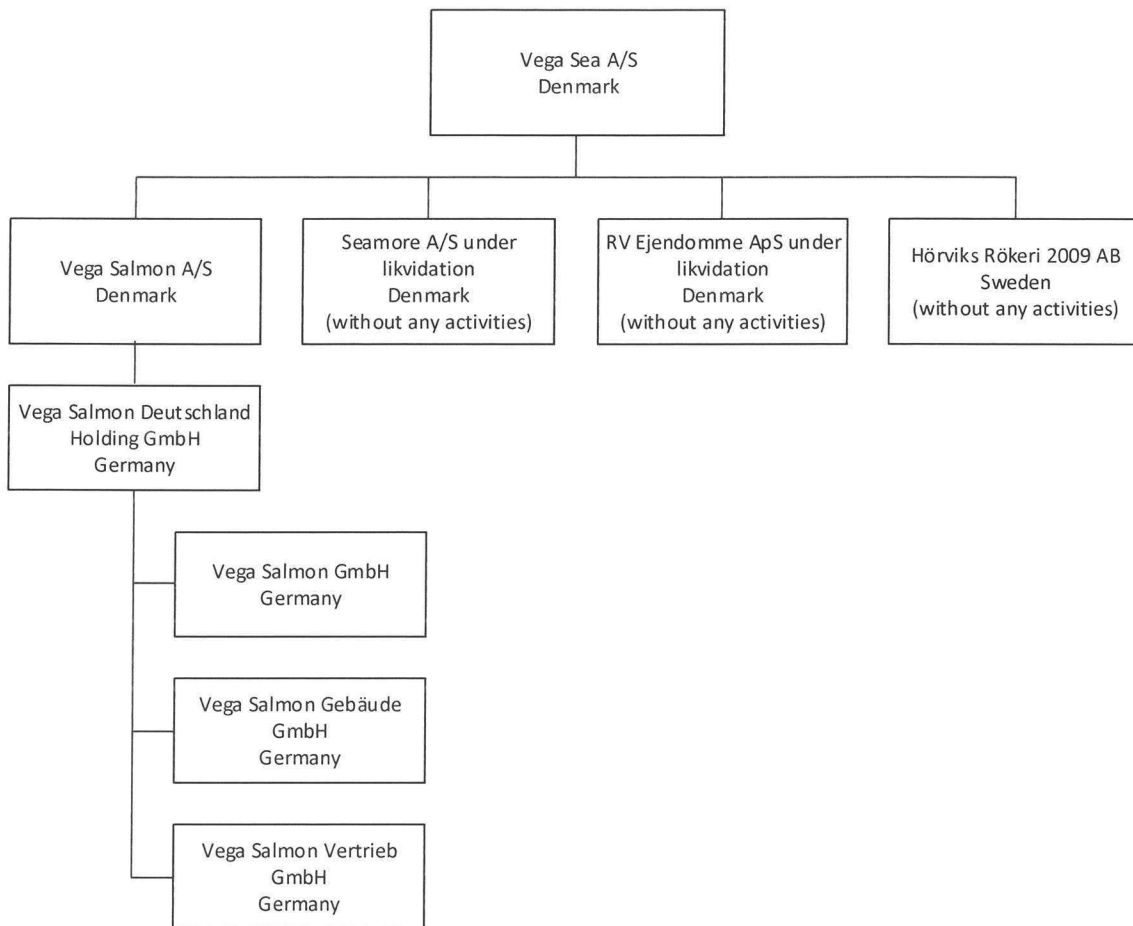 Vega Sea A/S
Denmark
Vega Salmon A/S
Denmark
Seamore A/S under
likvidation
Denmark
(without any activities)
RV Ejendomme ApS under
likvidation
Denmark
(without any activities)
Hörviks Rökeri 2009 AB
Sweden
(without any activities)
Vega Salmon Deutschland
Holding GmbH
Germany
Vega Salmon GmbH
Germany
Vega Salmon Gebäude
GmbH
Germany
Vega Salmon Vertrieb
GmbH
Germany